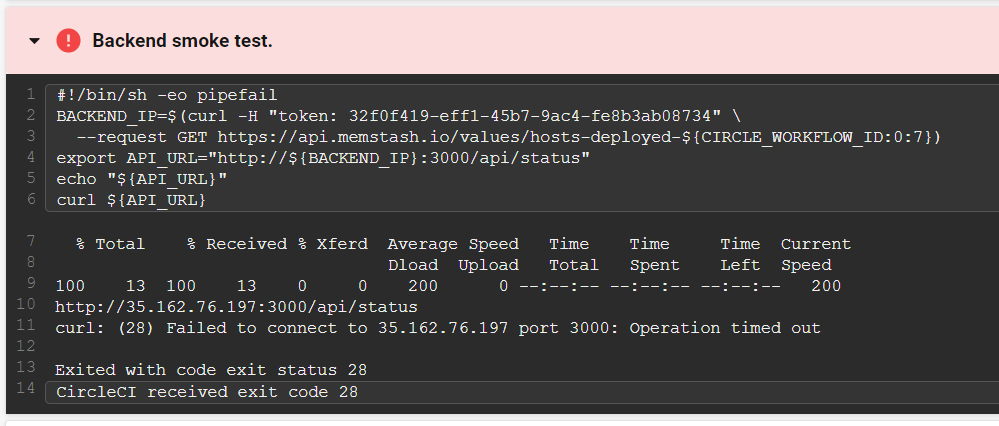 Backend smoke test.
1 #!/bin/sh -eo pipefail
2 BACKEND_IP=$(curl -H "token: 32f0f419-eff1-45b7-9ac4-fe8b3ab08734" \
3 --request GET https://api.memstash.io/values/hosts-deployed-${CIRCLE_WORKFLOW_ID:0:7})
4 export API_URL="http://${BACKEND_IP}:3000/api/status"
5 echo "${API_URL}"
6 curl ${API_URL}
7 % Total % Received % Xferd Average Speed Time Time Time Current
8 Dload Upload Total Spent Left Speed
9 100 13 100 13 0 0 200 0 --:--:-- --:--:-- --:--:-- 200
10 http://35.162.76.197:3000/api/status
11 curl: (28) Failed to connect to 35.162.76.197 port 3000: Operation timed out
12
13 Exited with code exit status 28
14 CircleCI received exit code 28